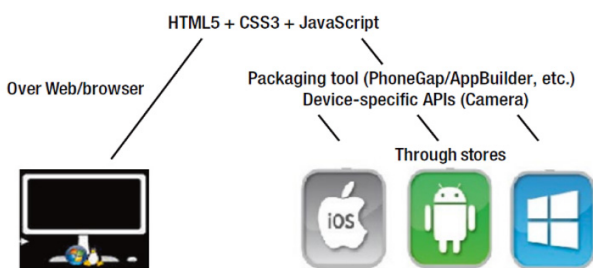 HTML5 + CSS3 + JavaScript
Over Web/browser
Packaging tool (PhoneGap/AppBuilder, etc.)
Device-specific APIs (Camera)
Through stores
iOS